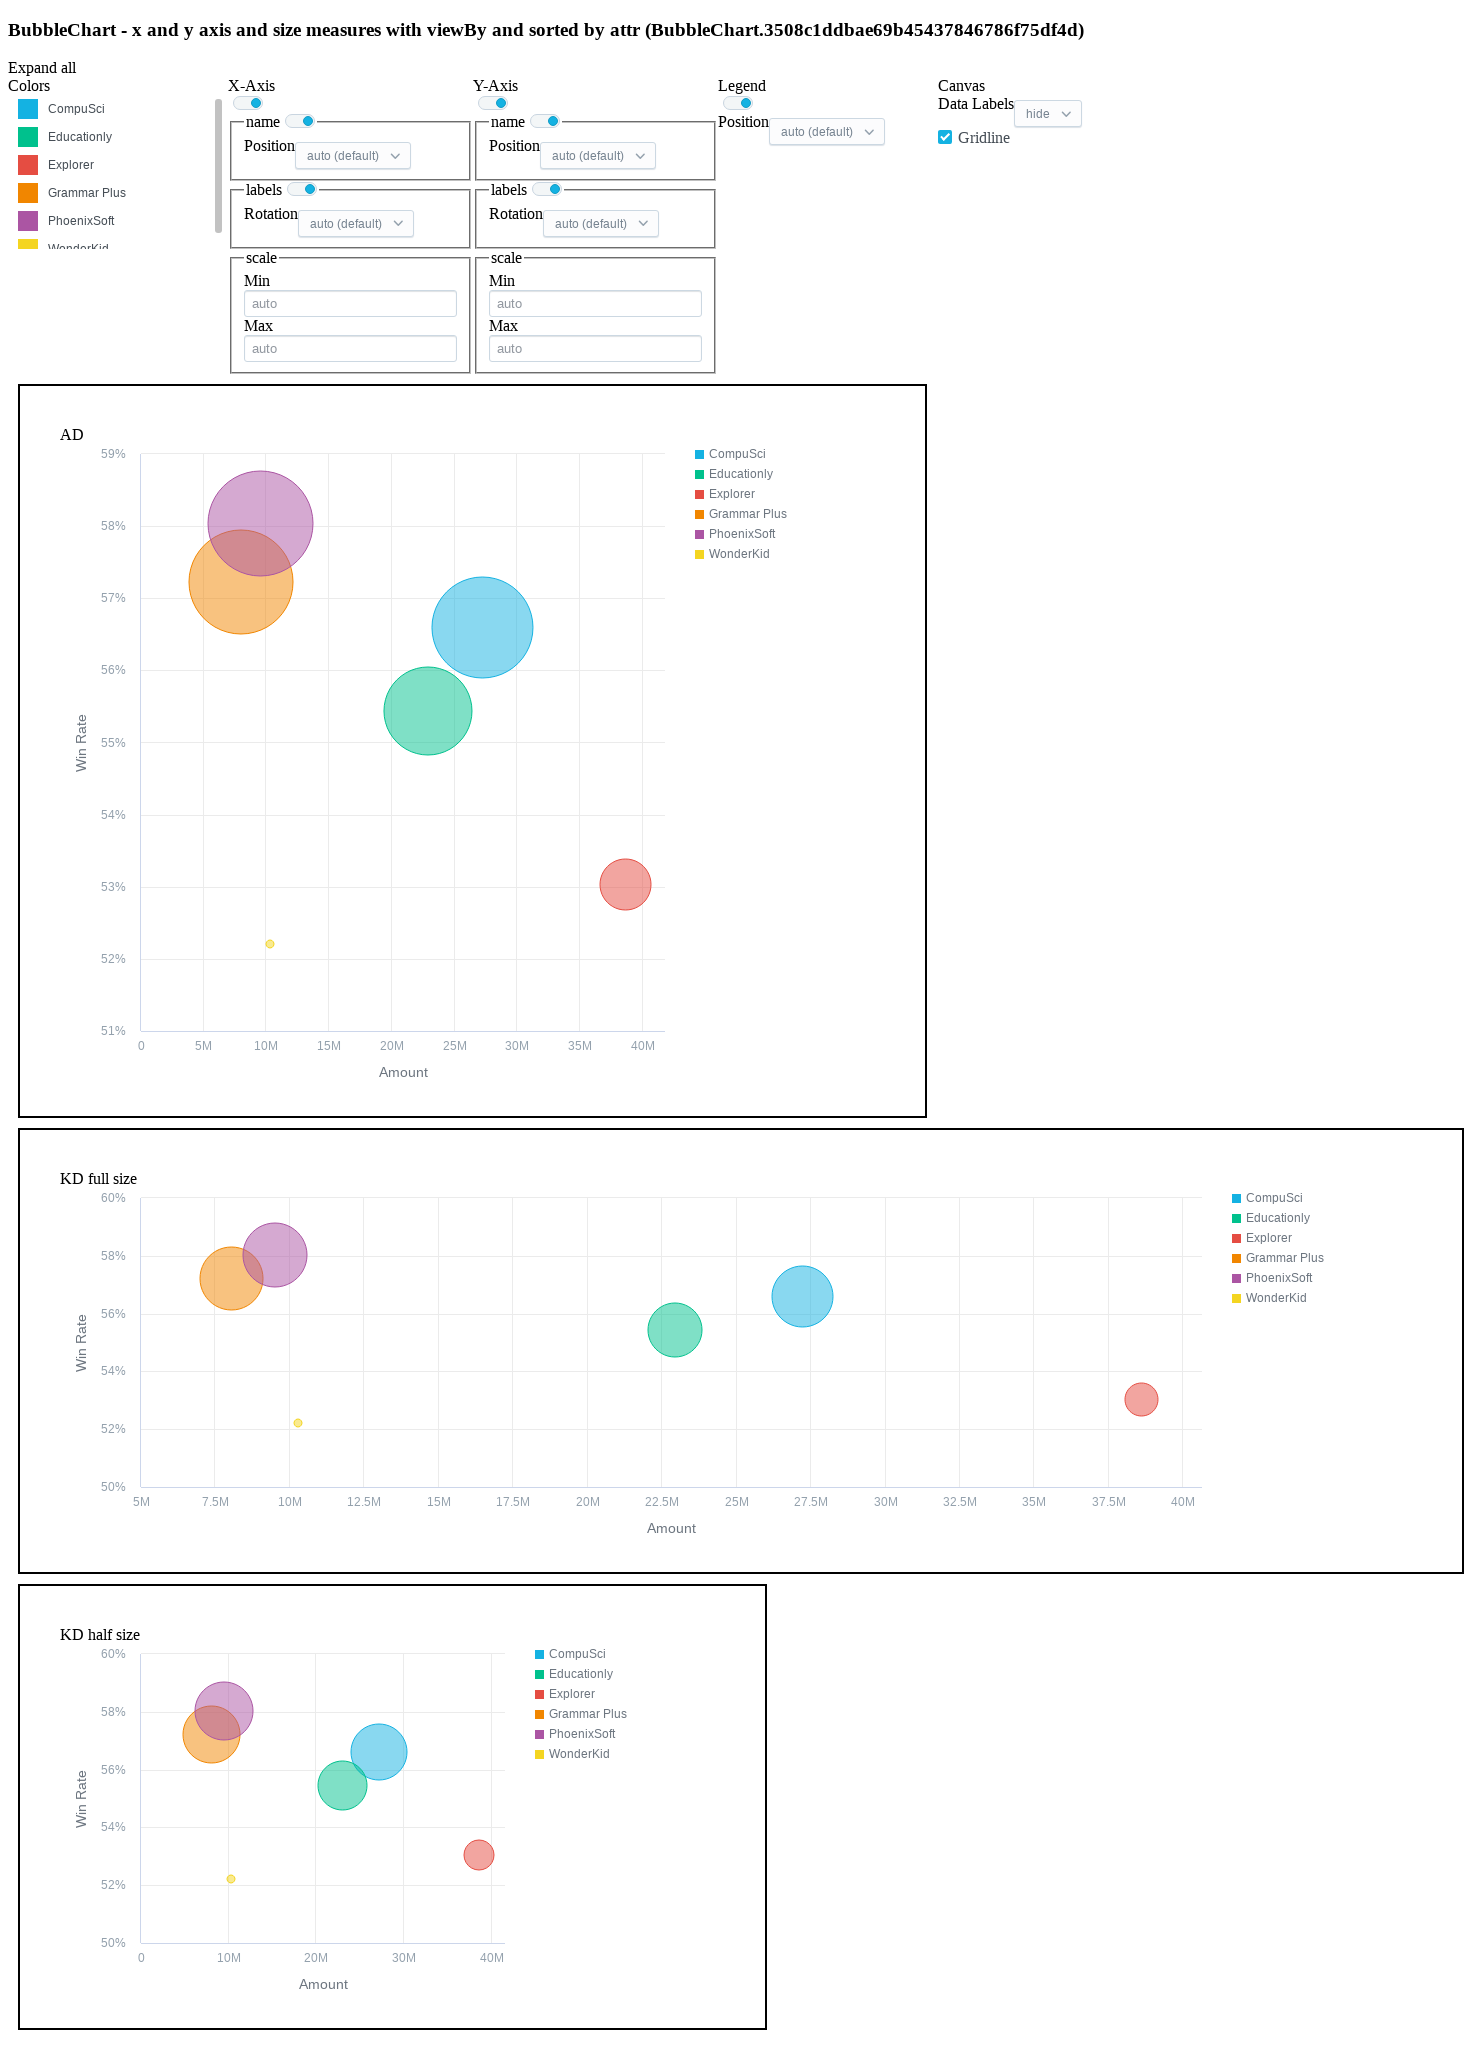 BubbleChart - x and y axis and size measures with viewBy and sorted by attr (BubbleChart.3508c1ddbae69b45437846786f75df4d)
Expand all
Colors
CompuSci
Educationly
Explorer
Grammar Plus
PhoenixSoft
WonderKid
X-Axis
name
Position auto (default)
labels
Rotation auto (default)
scale
Min
auto
Max
auto
Y-Axis
name
Position auto (default)
labels
Rotation auto (default)
scale
Min
auto
Max
auto
Legend
Position auto (default)
Canvas
Data Labels hide
Gridline
AD
59%
58%
57%
56%
55%
54%
53%
52%
51%
Win Rate
0 5M 10M 15M 20M 25M 30M 35M 40M
Amount
CompuSci
Educationly
Explorer
Grammar Plus
PhoenixSoft
WonderKid
KD full size
60%
58%
56%
54%
52%
50%
Win Rate
5M 7.5M 10M 12.5M 15M 17.5M 20M 22.5M 25M 27.5M 30M 32.5M 35M 37.5M 40M
Amount
CompuSci
Educationly
Explorer
Grammar Plus
PhoenixSoft
WonderKid
KD half size
60%
58%
56%
54%
52%
50%
Win Rate
0 10M 20M 30M 40M
Amount
CompuSci
Educationly
Explorer
Grammar Plus
PhoenixSoft
WonderKid